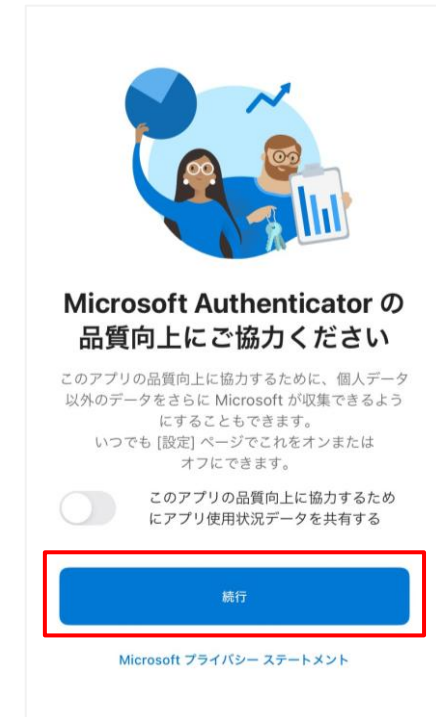 Microsoft Authenticator の
品質向上にご協力ください
このアプリの品質向上に協力するために、個人データ
以外のデータをさらに Microsoft が収集できるよう
にすることもできます。
いつでも [設定] ページでこれをオンまたは
オフにできます。
このアプリの品質向上に協力するため
にアプリ使用状況データを共有する
続行
Microsoft プライバシー ステートメント